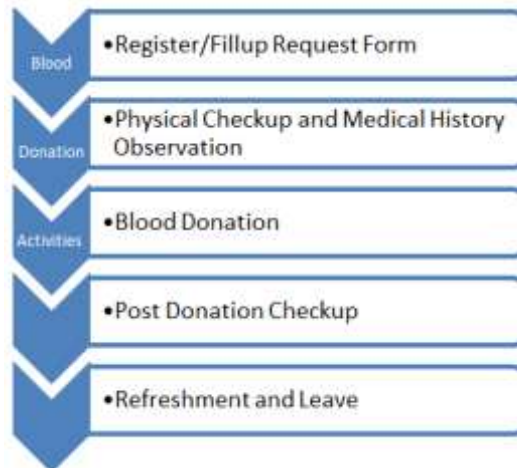 Blood
•Register/Fillup Request Form
Donation
•Physical Checkup and Medical History
Observation
Activities
•Blood Donation
•Post Donation Checkup
•Refreshment and Leave